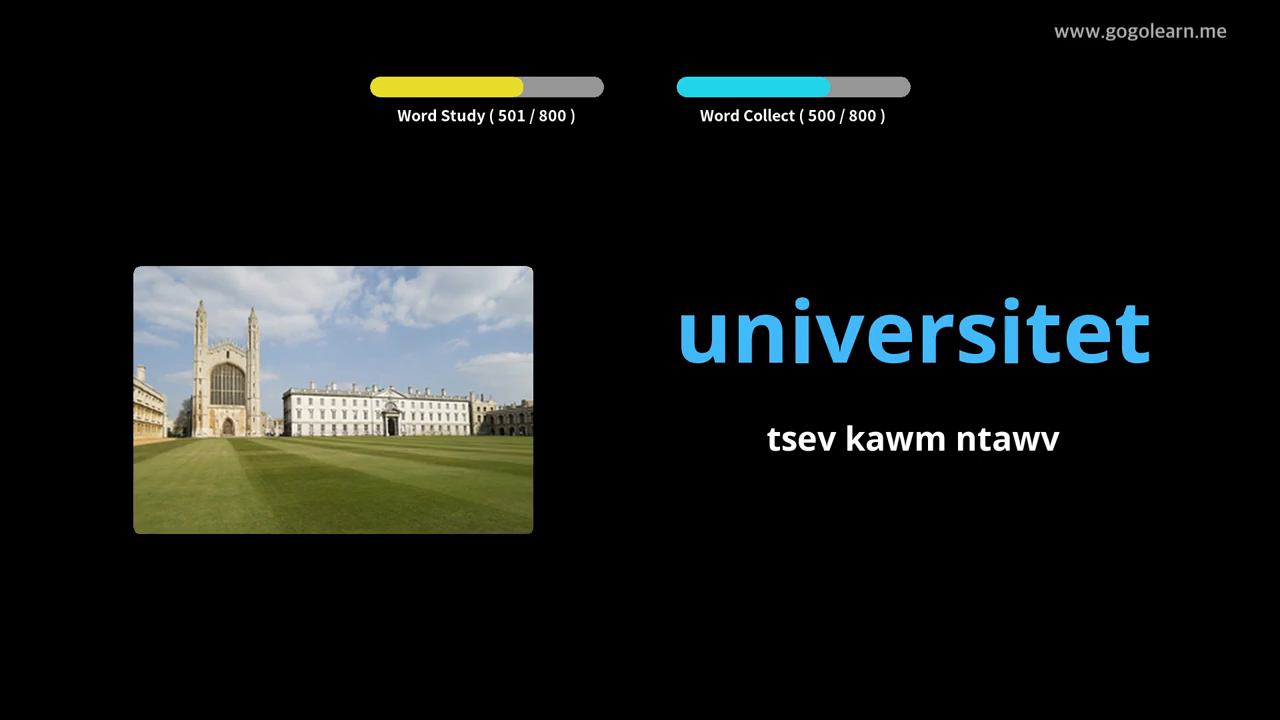 www.gogolearn.me
Word Study ( 501 / 800 )
Word Collect ( 500 / 800 )
universitet
tsev kawm ntawv